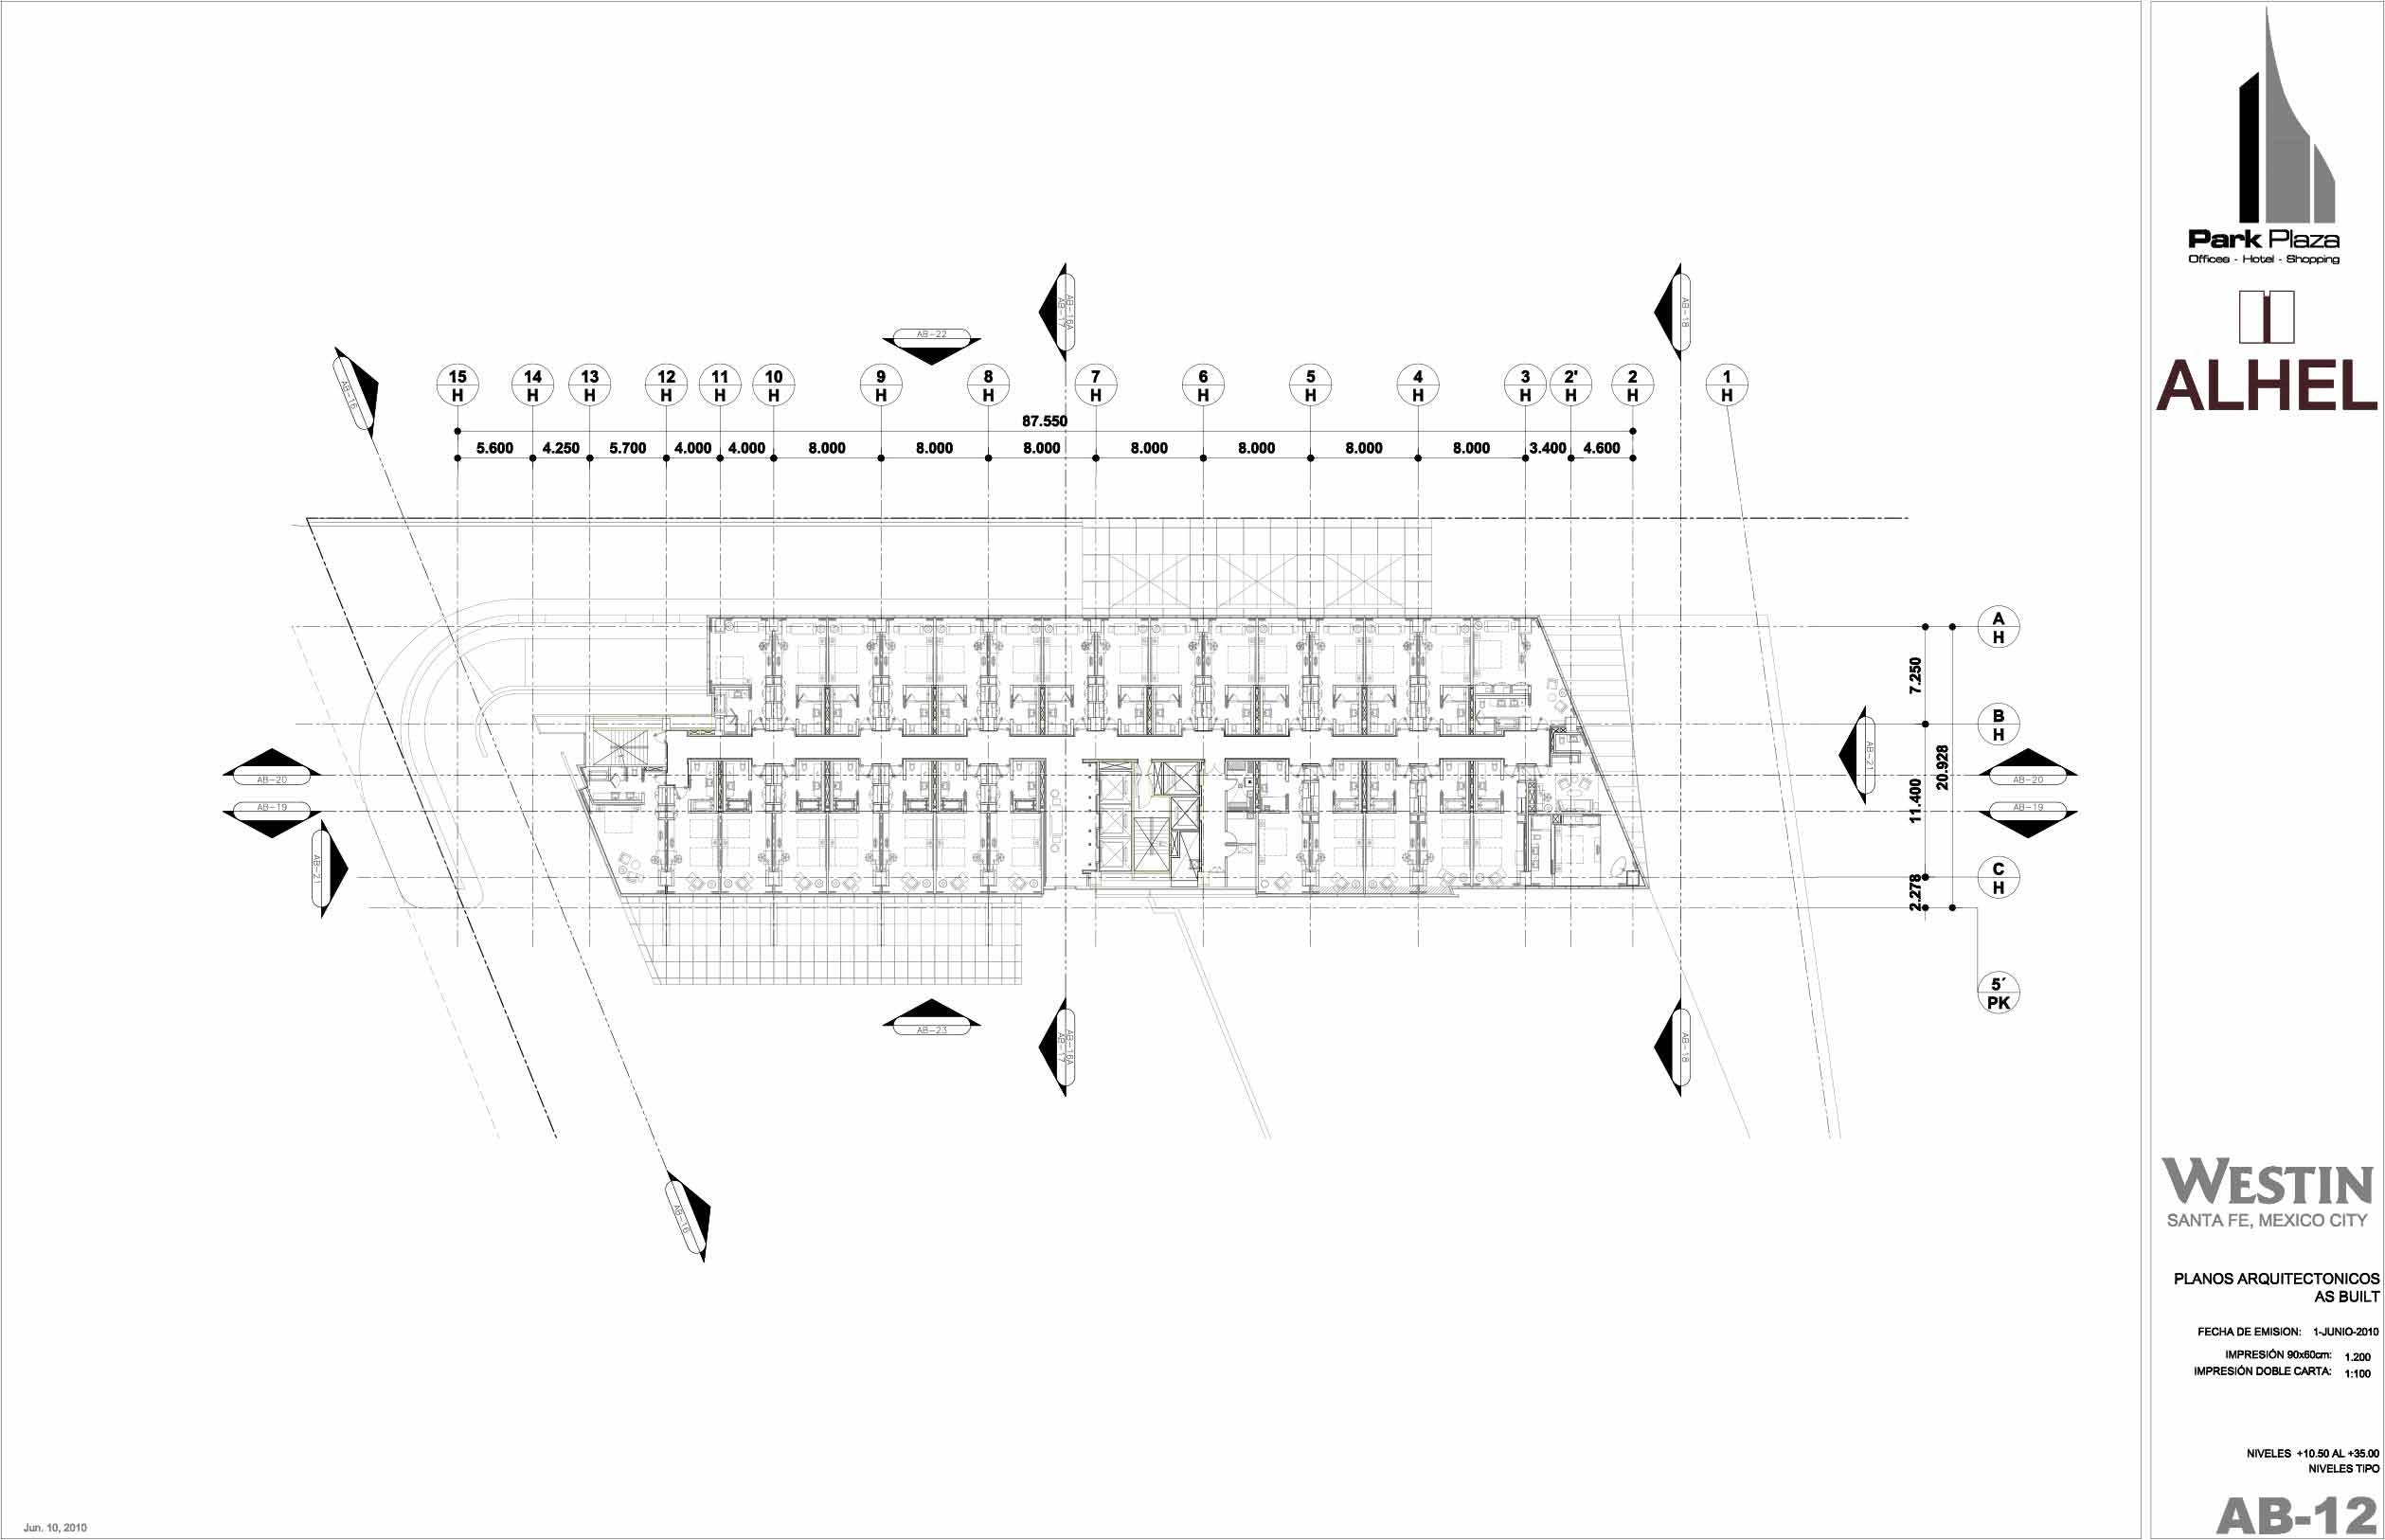 Park Plaza
Offices - Hotel - Shopping
ALHEL
AB-22
AB-16A
AB-17
AB-18
AB-16
15 H
14 H
13 H
12 H
11 H
10 H
9 H
8 H
7 H
6 H
5 H
4 H
3 H
2' H
2 H
1 H
87.550
5.600 4.250 5.700 4.000 4.000 8.000 8.000 8.000 8.000 8.000 8.000 8.000 3.400 4.600
A H
7.250
B H
20.928
11.400
C H
2.278
5´ PK
AB-20
AB-19
AB-21
AB-21
AB-20
AB-19
AB-23
AB-16A
AB-17
AB-18
AB-16
WESTIN
SANTA FE, MEXICO CITY
PLANOS ARQUITECTONICOS
AS BUILT
FECHA DE EMISION: 1-JUNIO-2010
IMPRESIÓN 90x60cm: 1.200
IMPRESIÓN DOBLE CARTA: 1:100
NIVELES +10.50 AL +35.00
NIVELES TIPO
AB-12
Jun. 10, 2010